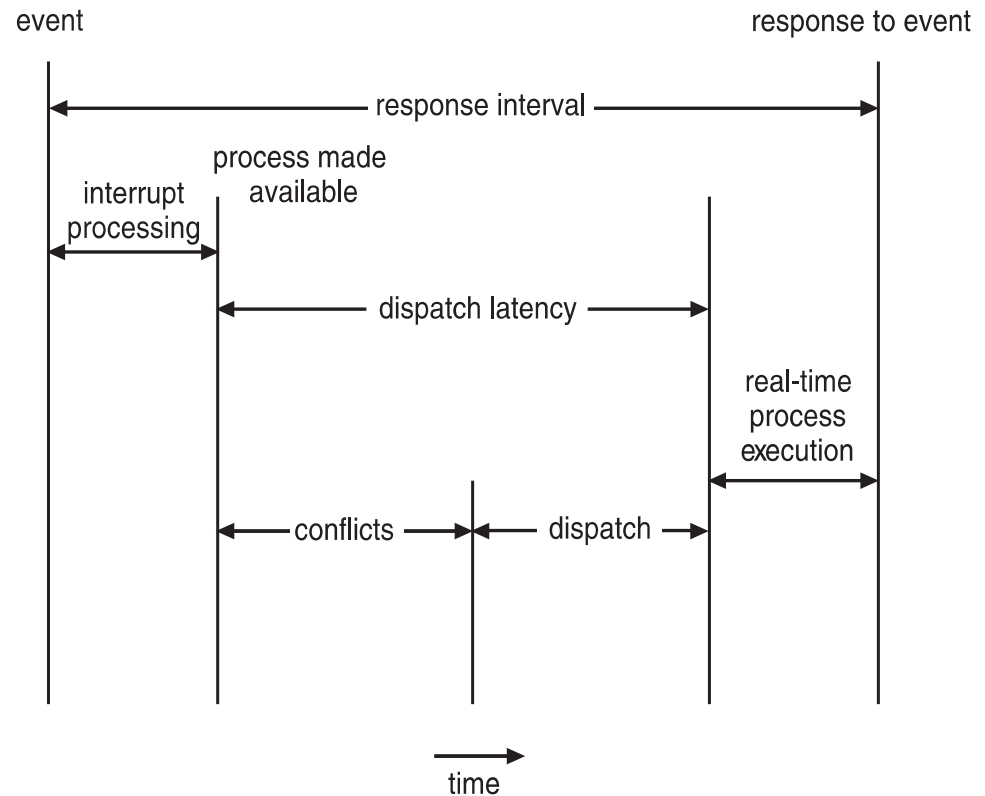 event
response to event
response interval
process made
available
interrupt
processing
dispatch latency
real-time
process
execution
conflicts
dispatch
time